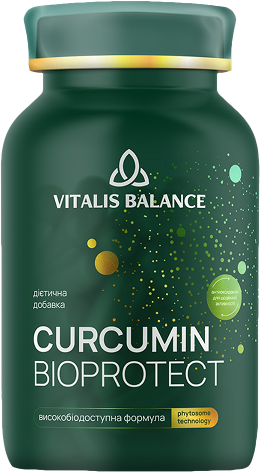 VITALIS BALANCE
дієтична
добавка
CURCUMIN
BIOPROTECT
високобіодоступна формула
phytosome
technology